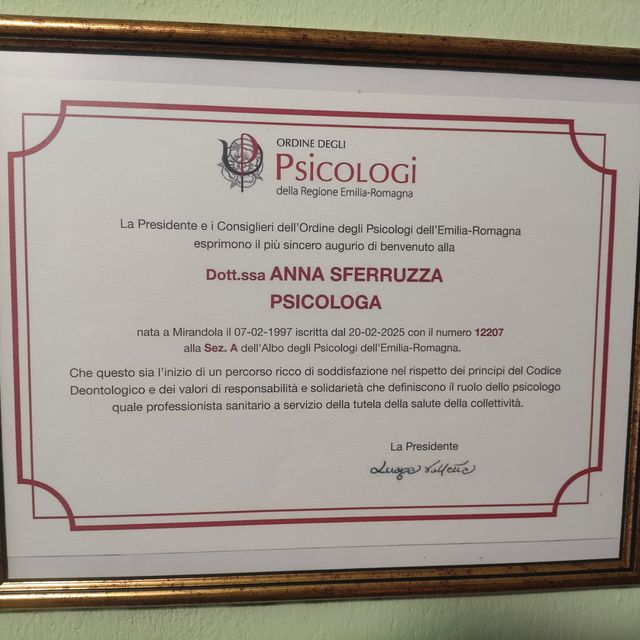 ORDINE DEGLI
Psicologi
della Regione Emilia-Romagna
La Presidente e i Consiglieri dell'Ordine degli Psicologi dell'Emilia-Romagna
esprimono il più sincero augurio di benvenuto alla
Dott.ssa ANNA SFERRUZZA
PSICOLOGA
nata a Mirandola il 07-02-1997 iscritta dal 20-02-2025 con il numero 12207
alla Sez. A dell'Albo degli Psicologi dell'Emilia-Romagna.
Che questo sia l'inizio di un percorso ricco di soddisfazione nel rispetto dei principi del Codice
Deontologico e dei valori di responsabilità e solidarietà che definiscono il ruolo dello psicologo
quale professionista sanitario a servizio della tutela della salute della collettività.
La Presidente